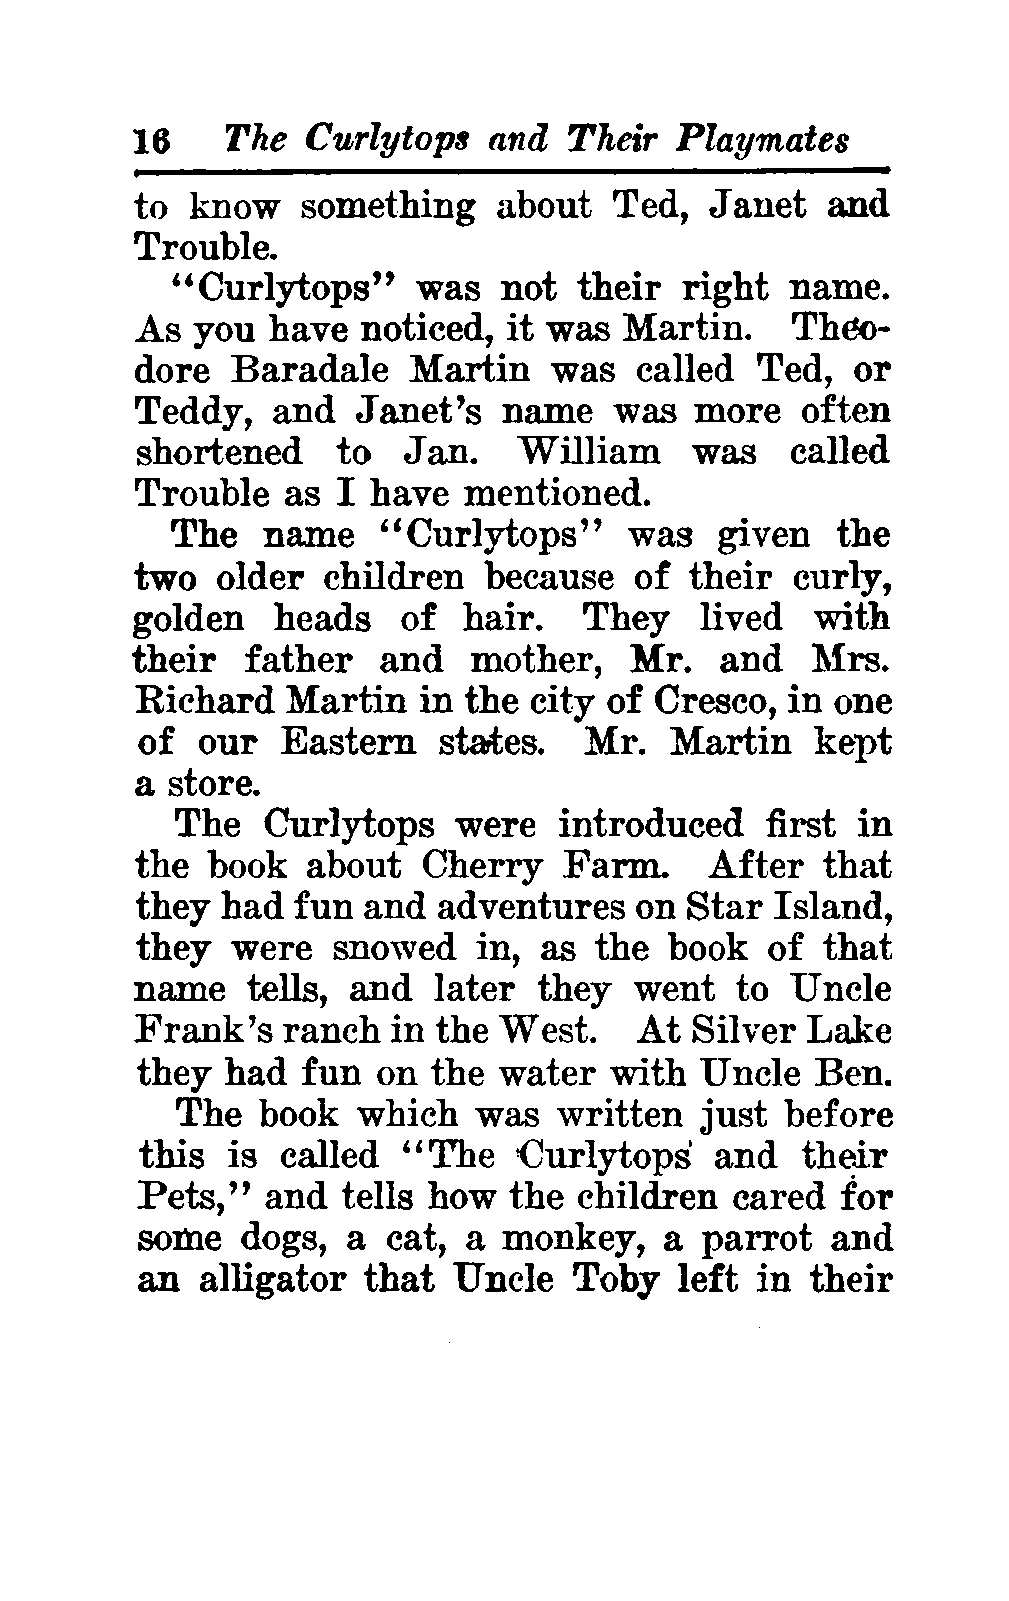 16 The Curlytops and Their Playmates
to know something about Ted, Janet and
Trouble.
“Curlytops” was not their right name.
As you have noticed, it was Martin. Theo-
dore Baradale Martin was called Ted, or
Teddy, and Janet’s name was more often
shortened to Jan. William was called
Trouble as I have mentioned.
The name “Curlytops” was given the
two older children because of their curly,
golden heads of hair. They lived with
their father and mother, Mr. and Mrs.
Richard Martin in the city of Cresco, in one
of our Eastern states. Mr. Martin kept
a store.
The Curlytops were introduced first in
the book about Cherry Farm. After that
they had fun and adventures on Star Island,
they were snowed in, as the book of that
name tells, and later they went to Uncle
Frank’s ranch in the West. At Silver Lake
they had fun on the water with Uncle Ben.
The book which was written just before
this is called “The Curlytops and their
Pets,” and tells how the children cared for
some dogs, a cat, a monkey, a parrot and
an alligator that Uncle Toby left in their